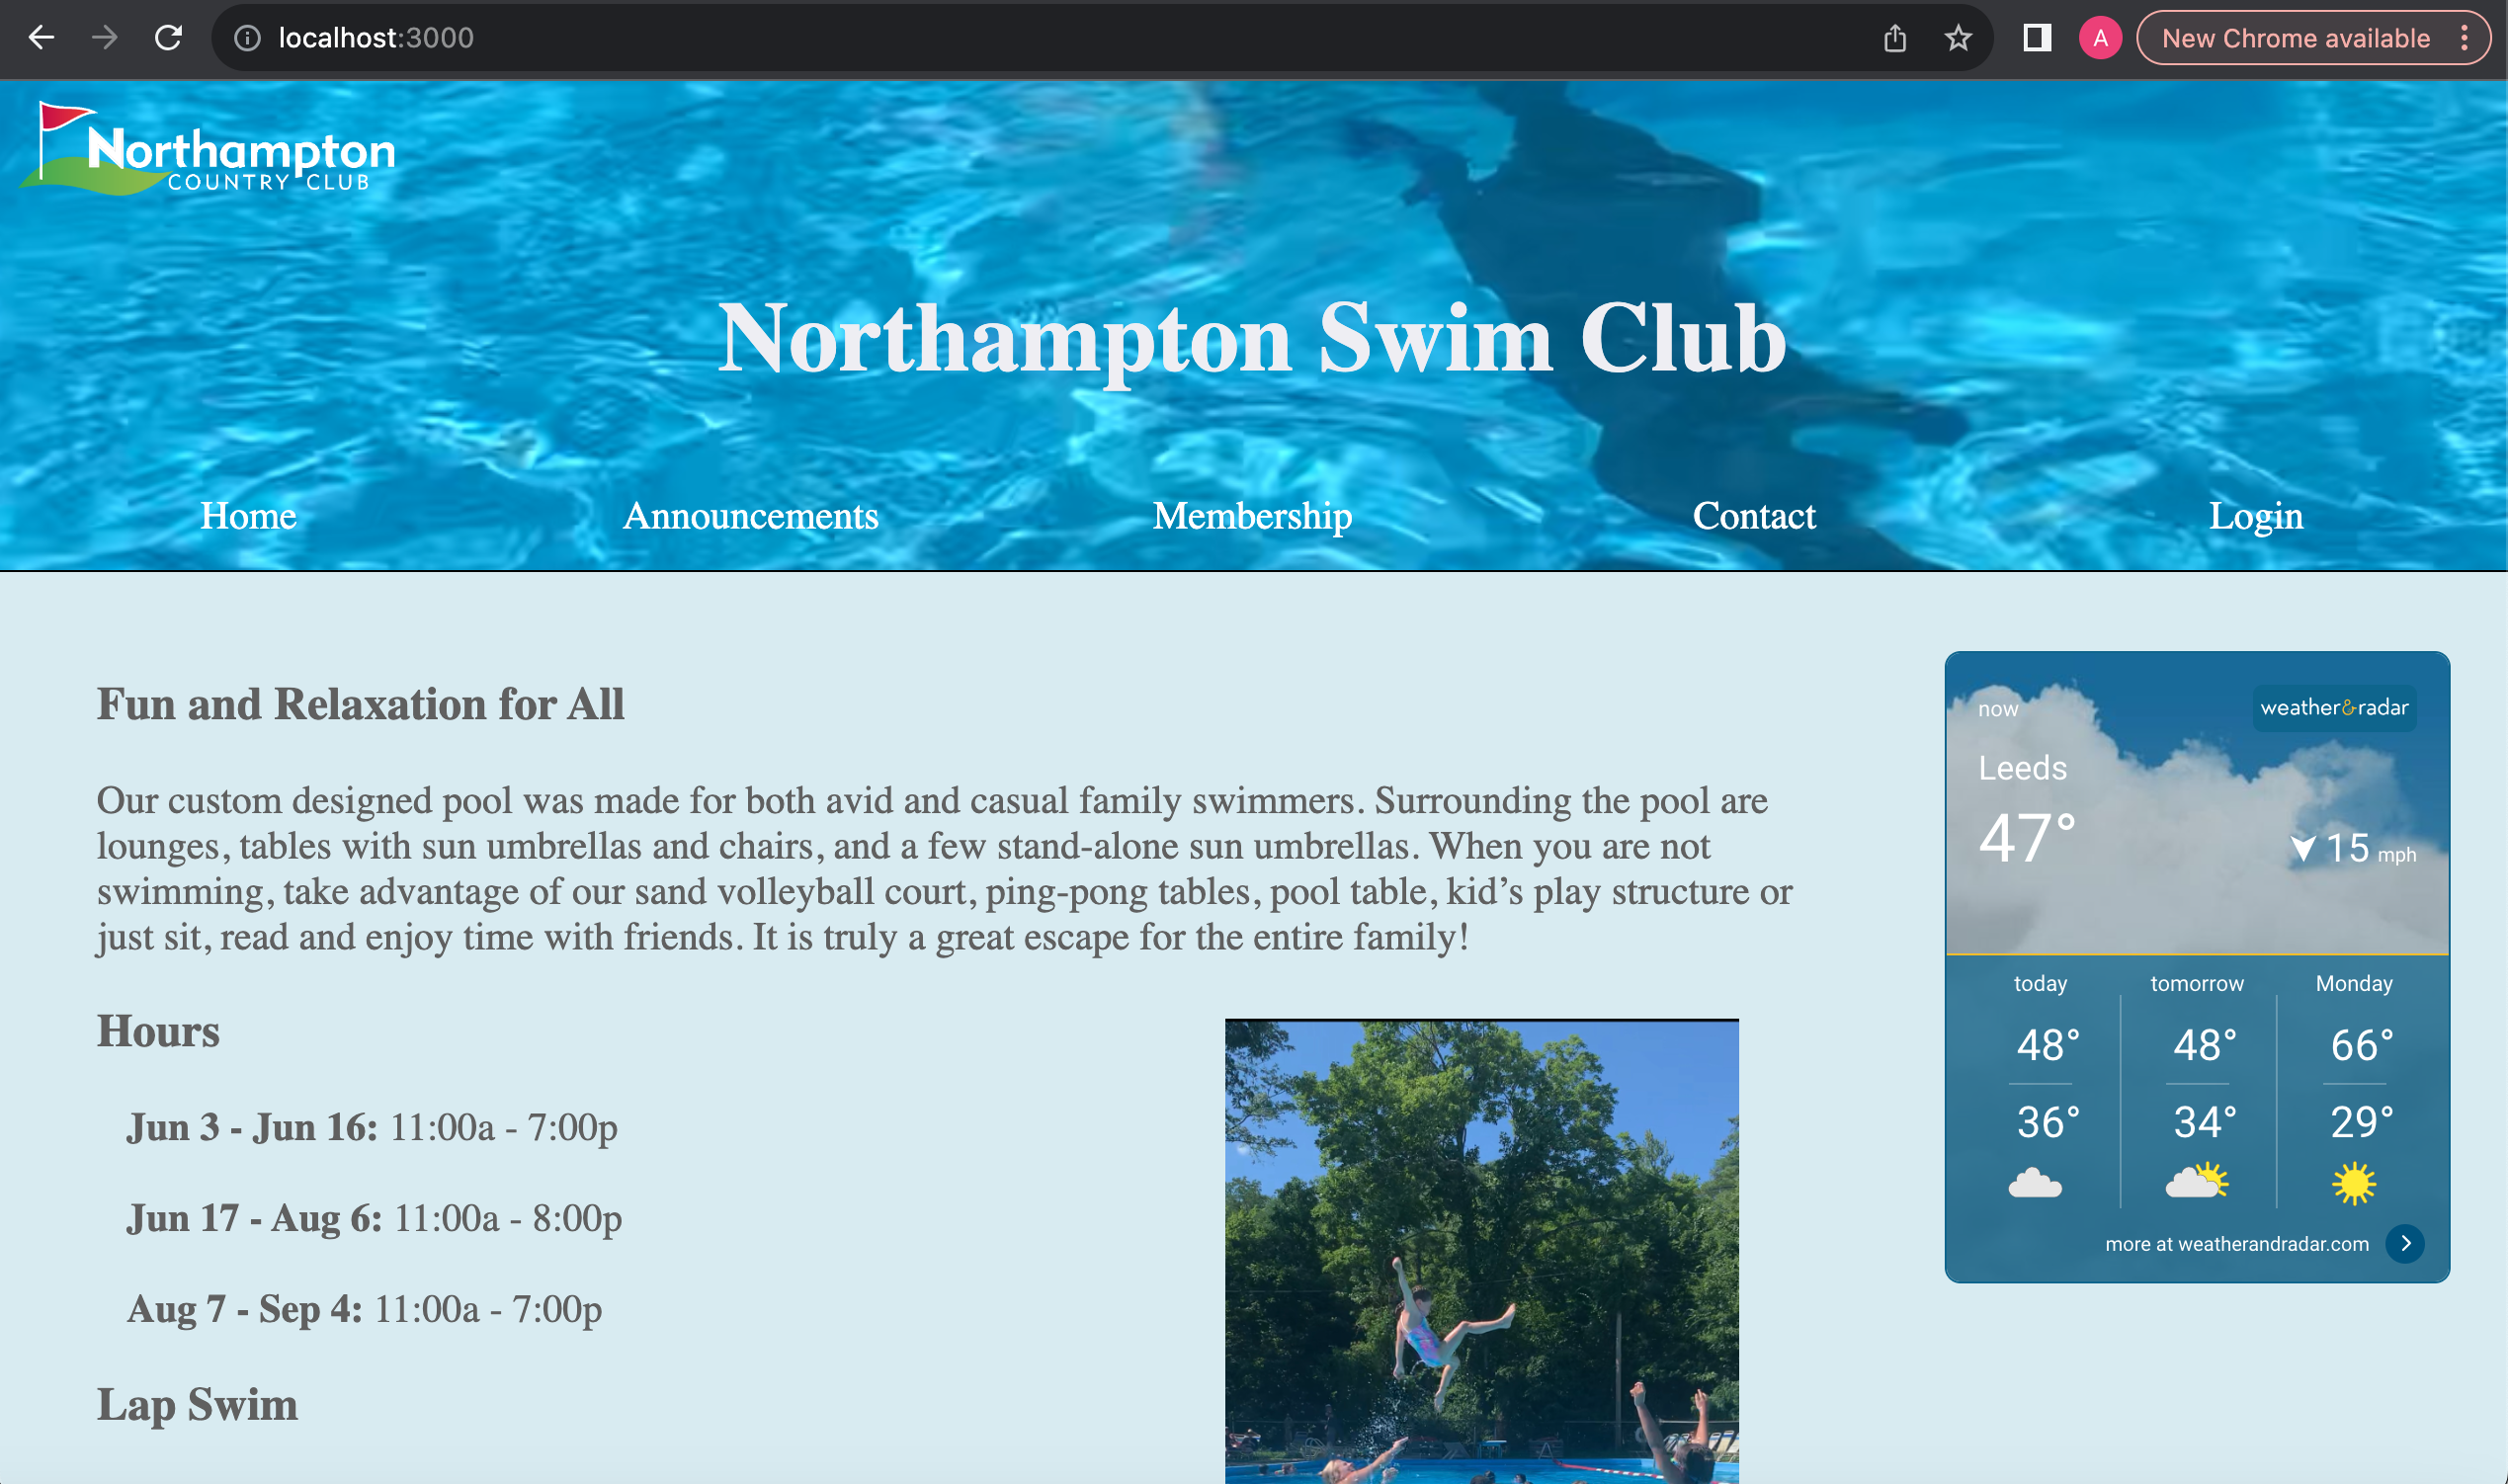 localhost:3000
A
New Chrome available
Northampton
COUNTRY CLUB
Northampton Swim Club
Home
Announcements
Membership
Contact
Login
Fun and Relaxation for All
Our custom designed pool was made for both avid and casual family swimmers. Surrounding the pool are
lounges, tables with sun umbrellas and chairs, and a few stand-alone sun umbrellas. When you are not
swimming, take advantage of our sand volleyball court, ping-pong tables, pool table, kid’s play structure or
just sit, read and enjoy time with friends. It is truly a great escape for the entire family!
Hours
Jun 3 - Jun 16: 11:00a - 7:00p
Jun 17 - Aug 6: 11:00a - 8:00p
Aug 7 - Sep 4: 11:00a - 7:00p
Lap Swim
now
weather&radar
Leeds
47°
15 mph
today tomorrow Monday
48° 48° 66°
36° 34° 29°
more at weatherandradar.com